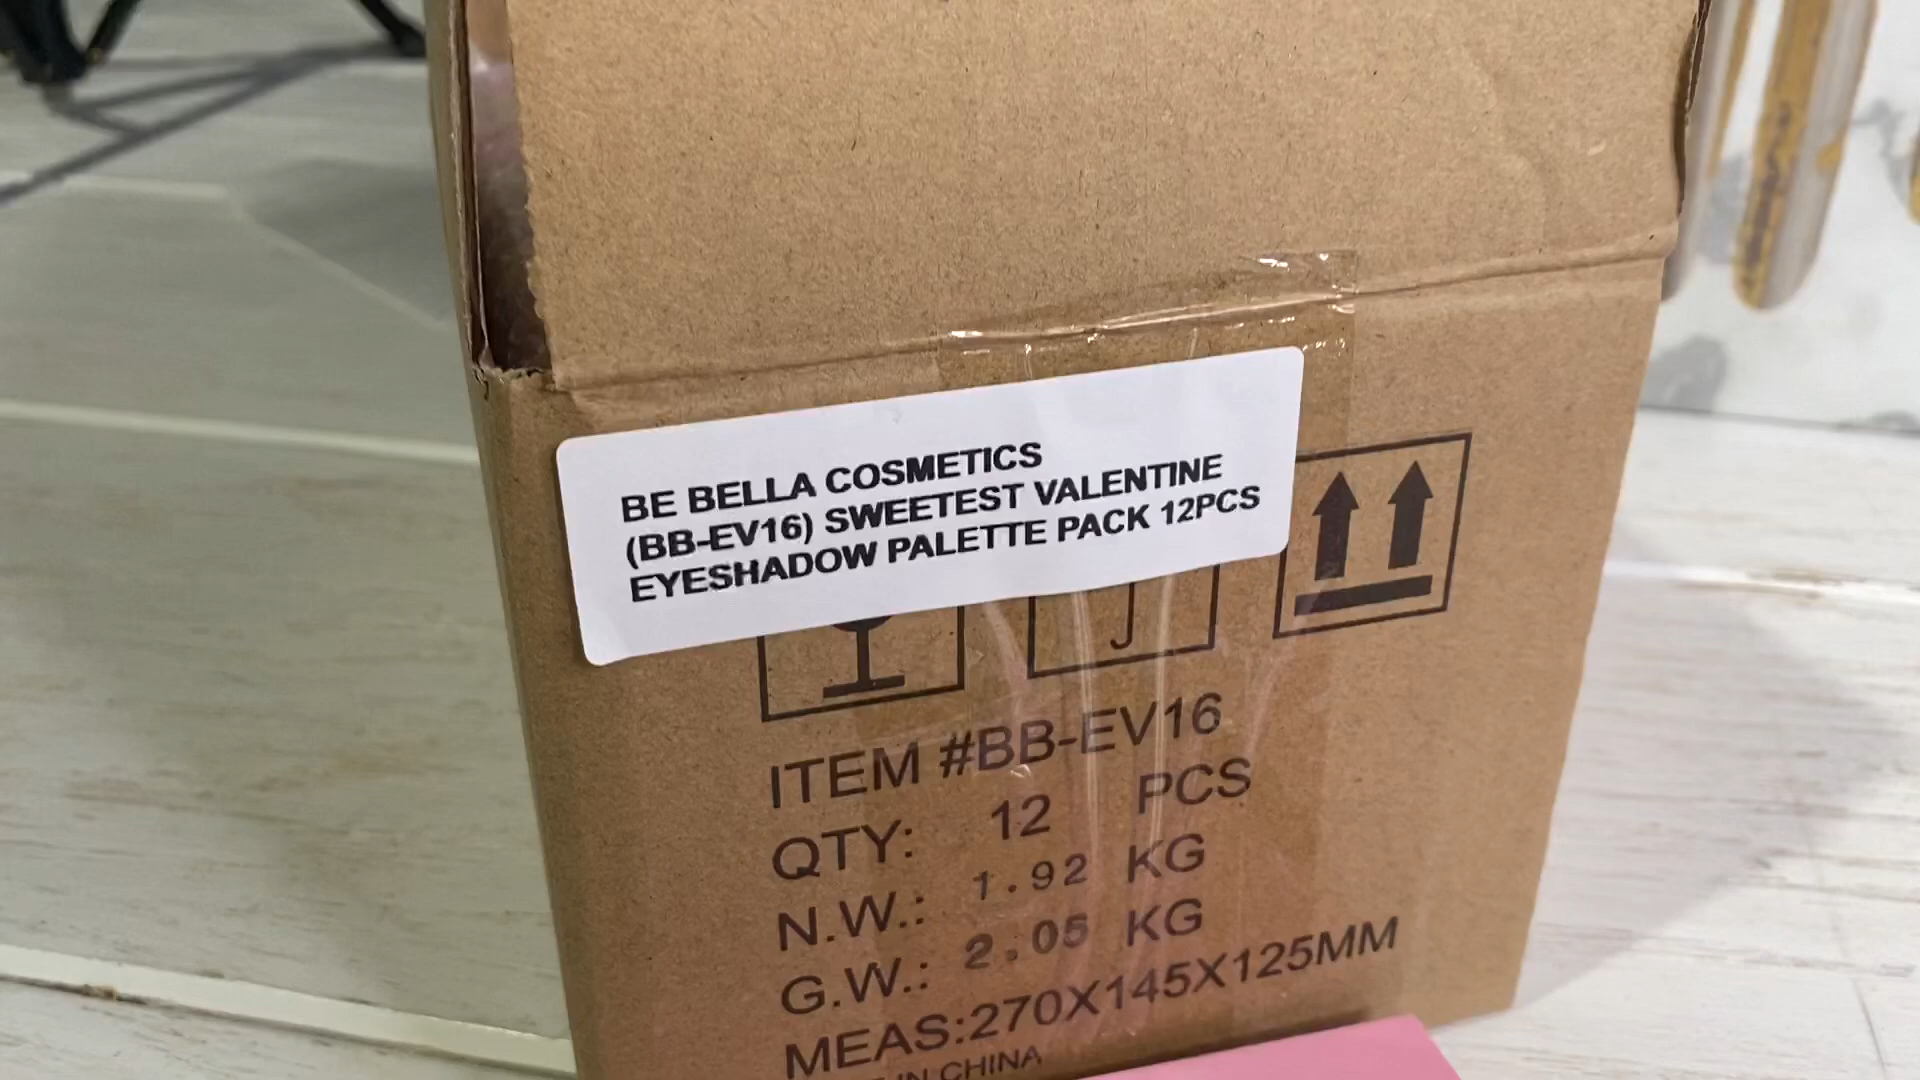 BE BELLA COSMETICS
(BB-EV16) SWEETEST VALENTINE
EYESHADOW PALETTE PACK 12PCS
ITEM #BB-EV16
QTY: 12 PCS
N.W.: 1.92 KG
G.W.: 2.05 KG
MEAS:270X145X125MM
IN CHINA